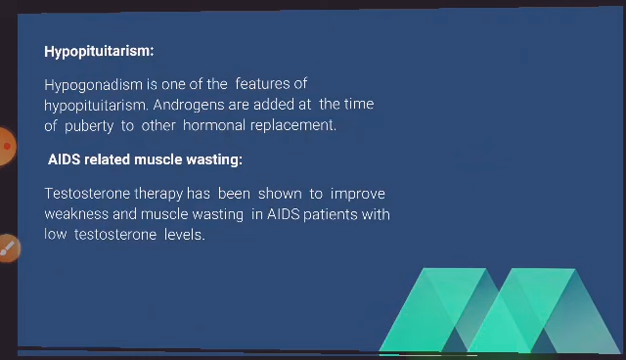 Hypopituitarism:
Hypogonadism is one of the features of
hypopituitarism. Androgens are added at the time
of puberty to other hormonal replacement.
AIDS related muscle wasting:
Testosterone therapy has been shown to improve
weakness and muscle wasting in AIDS patients with
low testosterone levels.